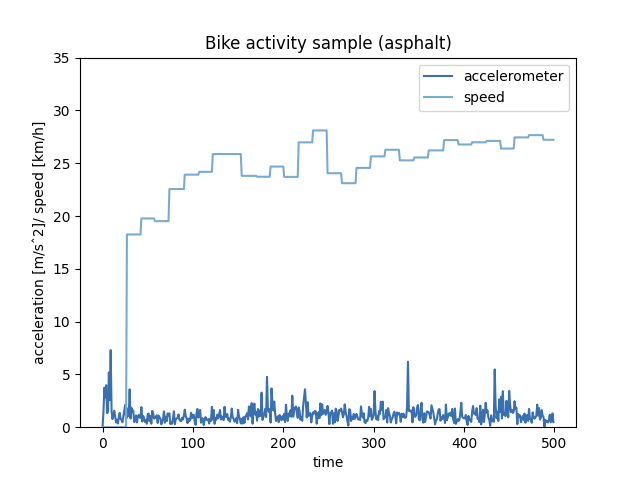 Bike activity sample (asphalt)
accelerometer
speed
acceleration [m/s^2]/ speed [km/h]
35
30
25
20
15
10
5
0
0 100 200 300 400 500
time